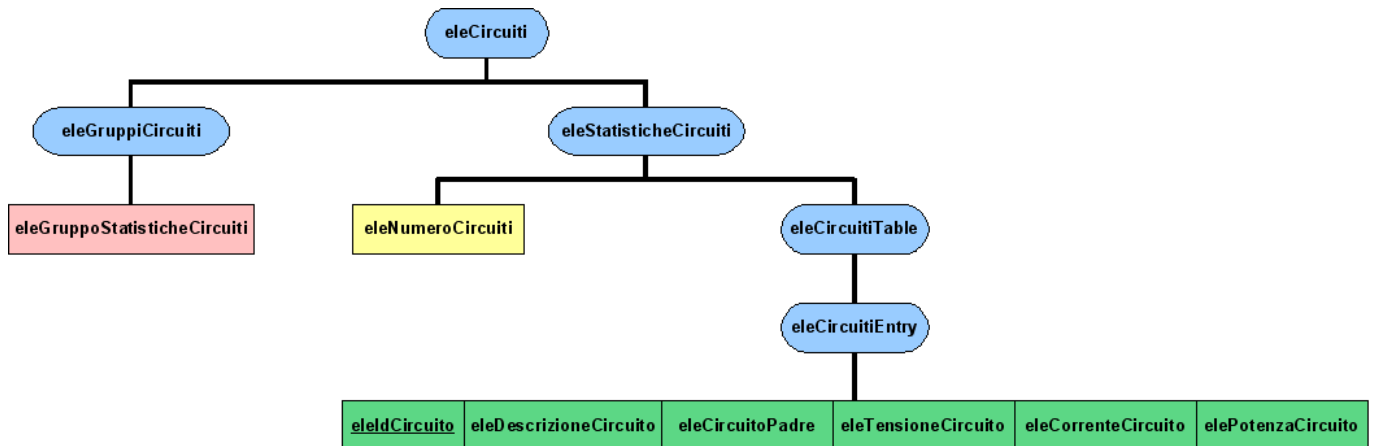 eleCircuiti
eleGruppiCircuiti
eleStatisticheCircuiti
eleGruppoStatisticheCircuiti
eleNumeroCircuiti
eleCircuitiTable
eleCircuitiEntry
eleIdCircuito
eleDescrizioneCircuito
eleCircuitoPadre
eleTensioneCircuito
eleCorrenteCircuito
elePotenzaCircuito